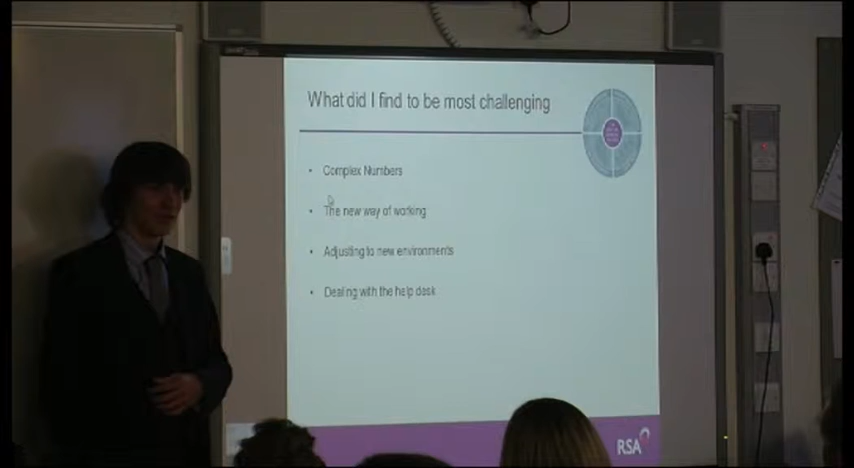 What did I find to be most challenging
• Complex Numbers
• The new way of working
• Adjusting to new environments
• Dealing with the help desk
RSA